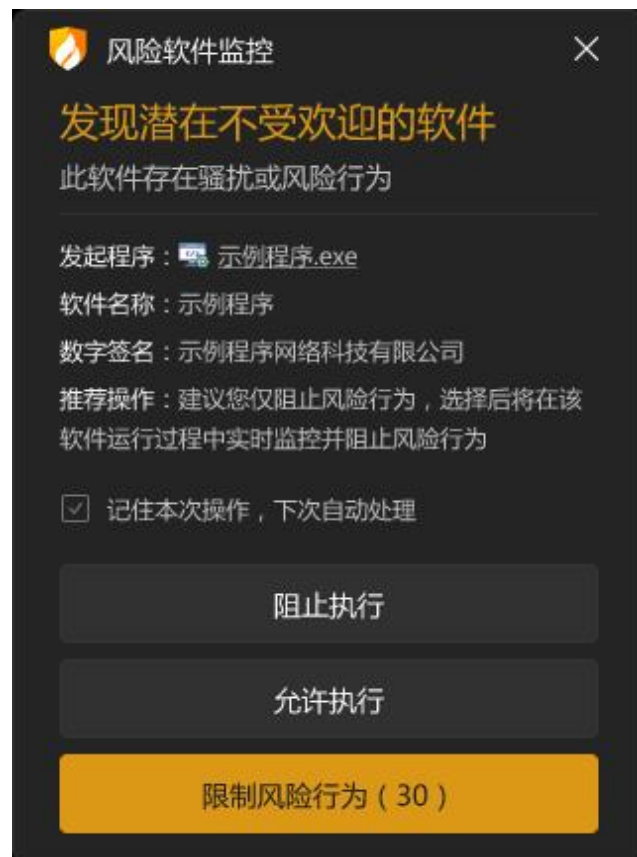 风险软件监控
发现潜在不受欢迎的软件
此软件存在骚扰或风险行为
发起程序：示例程序.exe
软件名称：示例程序
数字签名：示例程序网络科技有限公司
推荐操作：建议您仅阻止风险行为，选择后将在该
软件运行过程中实时监控并阻止风险行为
记住本次操作，下次自动处理
阻止执行
允许执行
限制风险行为（30）